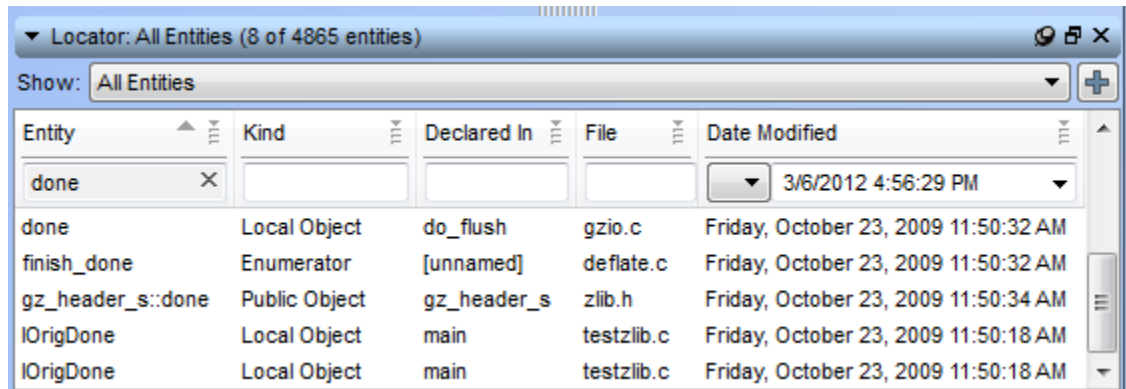 Locator: All Entities (8 of 4865 entities)
Show: All Entities
Entity Kind Declared In File Date Modified
done 3/6/2012 4:56:29 PM
done Local Object do_flush gzio.c Friday, October 23, 2009 11:50:32 AM
finish_done Enumerator [unnamed] deflate.c Friday, October 23, 2009 11:50:32 AM
gz_header_s::done Public Object gz_header_s zlib.h Friday, October 23, 2009 11:50:34 AM
lOrigDone Local Object main testzlib.c Friday, October 23, 2009 11:50:18 AM
lOrigDone Local Object main testzlib.c Friday, October 23, 2009 11:50:18 AM